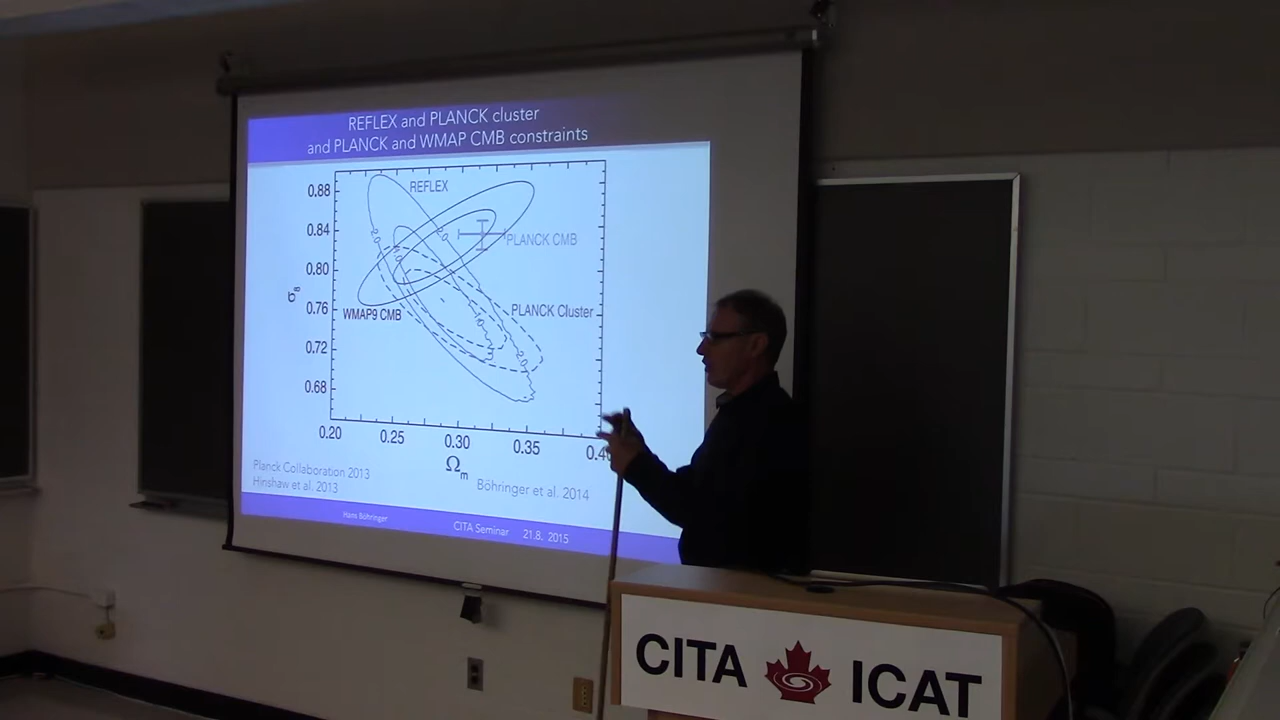 REFLEX and PLANCK cluster
and PLANCK and WMAP CMB constraints
REFLEX
PLANCK CMB
PLANCK Cluster
WMAP9 CMB
σ8
0.88
0.84
0.80
0.76
0.72
0.68
0.20
0.25
0.30
0.35
0.40
Ωm
Planck Collaboration 2013
Hinshaw et al. 2013
Böhringer et al. 2014
Hans Böhringer
CITA Seminar 21.8. 2015
CITA ICAT